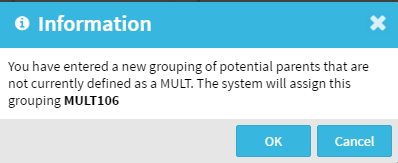 Information
You have entered a new grouping of potential parents that are
not currently defined as a MULT. The system will assign this
grouping MULT106
OK
Cancel